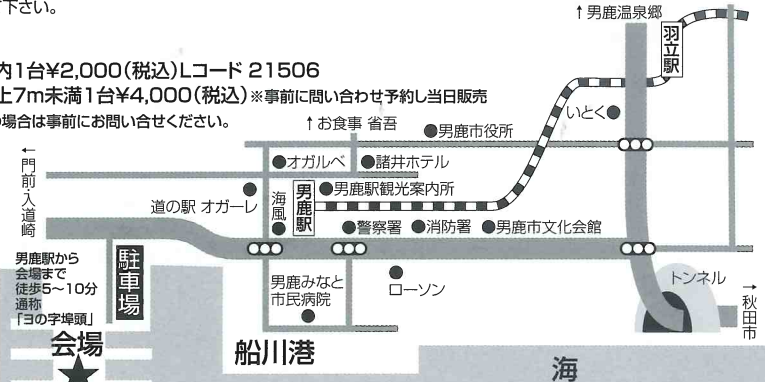 下さい。
内1台¥2,000(税込)Lコード 21506
上7m未満1台¥4,000(税込)※事前に問い合わせ予約し当日販売
の場合は事前にお問い合せください。
↑男鹿温泉郷
羽立駅
いとく
↑お食事 省吾
男鹿市役所
←門前・入道崎
オガルベ
諸井ホテル
男鹿駅観光案内所
道の駅 オガーレ
海風
男鹿駅
警察署
消防署
男鹿市文化会館
男鹿駅から
会場まで
徒歩5〜10分
通称
「ヨの字埠頭」
駐車場
男鹿みなと
市民病院
ローソン
トンネル
→秋田市
会場
船川港
海